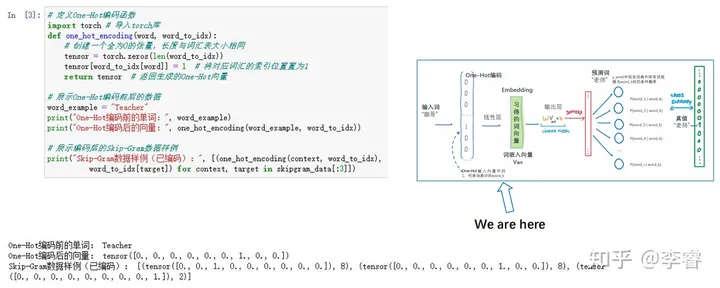 In [3]:
# 定义One-Hot编码函数
import torch # 导入torch库
def one_hot_encoding(word, word_to_idx):
# 创建一个全为0的张量，长度与词汇表大小相同
tensor = torch.zeros(len(word_to_idx))
tensor[word_to_idx[word]] = 1 # 将对应词汇的索引位置置为1
return tensor # 返回生成的One-Hot向量
# 展示One-Hot编码前后的数据
word_example = "Teacher"
print("One-Hot编码前的单词：", word_example)
print("One-Hot编码后的向量：", one_hot_encoding(word_example, word_to_idx))
# 展示编码后的Skip-Gram数据样例
print("Skip-Gram数据样例（已编码）：", [(one_hot_encoding(context, word_to_idx),
word_to_idx[target]) for context, target in skipgram_data[:3]])
One-Hot编码
输入词
"咖哥"
线性层
Embedding
习得的词向量
词嵌入向量
输出层
SOFTMAX
预测词
"老师"
CROSS
ENTROPY
真值
"老师"
We are here
One-Hot编码前的单词： Teacher
One-Hot编码后的向量： tensor([0., 0., 0., 0., 0., 0., 1., 0., 0.])
Skip-Gram数据样例（已编码）： [(tensor([0., 0., 1., 0., 0., 0., 0., 0., 0.]), 8), (tensor([0., 0., 0., 0., 0., 0., 1., 0., 0.]), 8), (tensor
([0., 0., 0., 0., 0., 0., 0., 0., 1.]), 2)]
知乎 @李睿